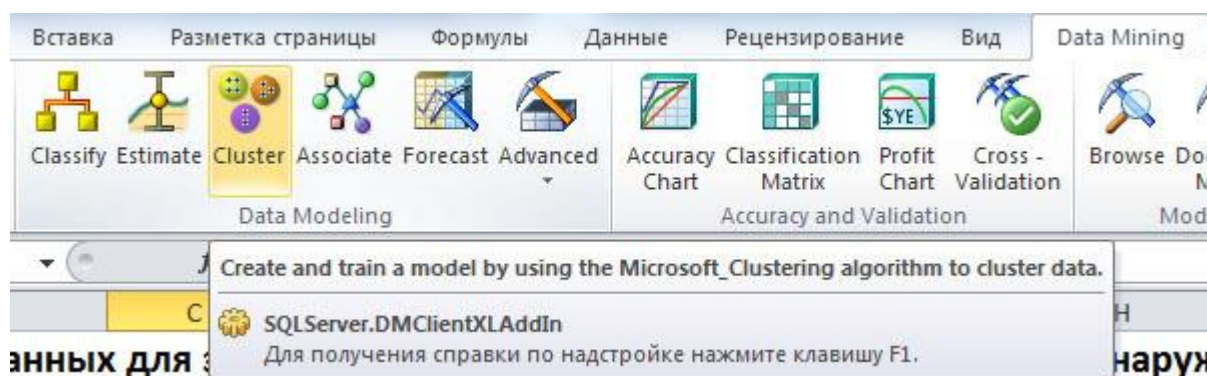 Вставка Разметка страницы Формулы Данные Рецензирование Вид Data Mining
$YE
Classify Estimate Cluster Associate Forecast Advanced Accuracy Chart Classification Matrix Profit Chart Cross - Validation Browse
Data Modeling Accuracy and Validation
Create and train a model by using the Microsoft_Clustering algorithm to cluster data.
C H
SQLServer.DMClientXLAddIn
Для получения справки по надстройке нажмите клавишу F1.
для